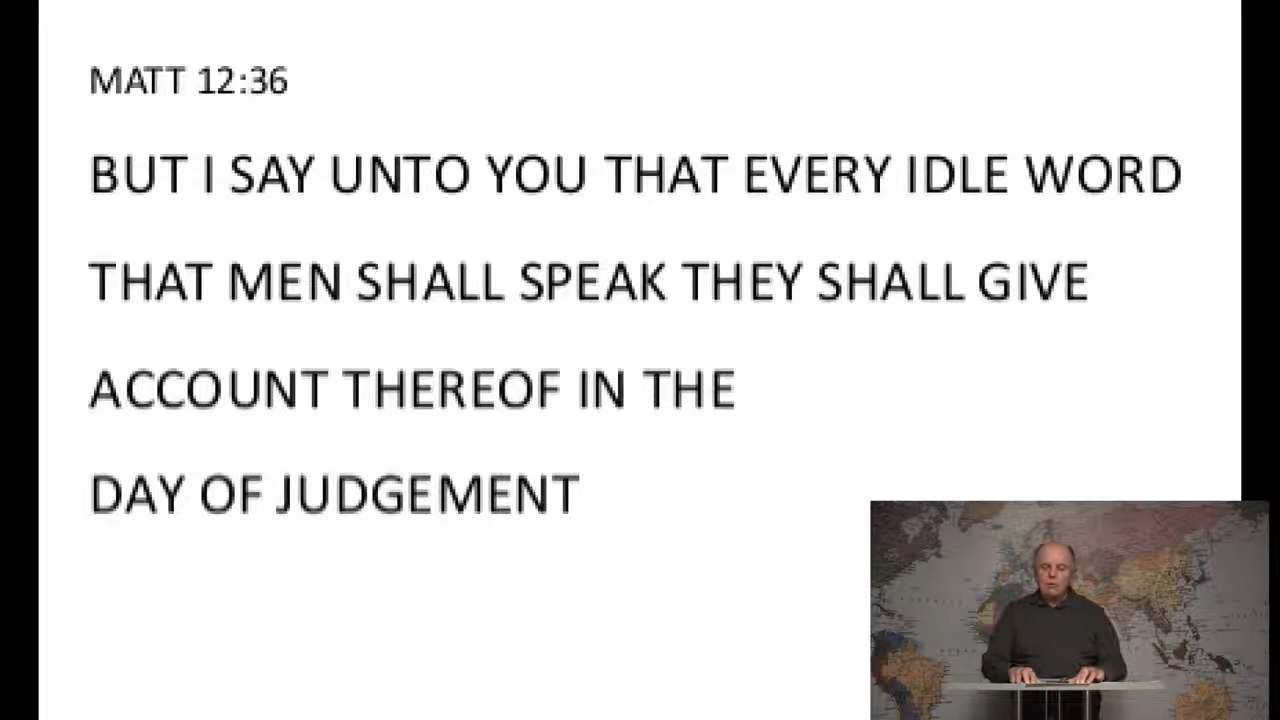 MATT 12:36
BUT I SAY UNTO YOU THAT EVERY IDLE WORD
THAT MEN SHALL SPEAK THEY SHALL GIVE
ACCOUNT THEREOF IN THE
DAY OF JUDGEMENT